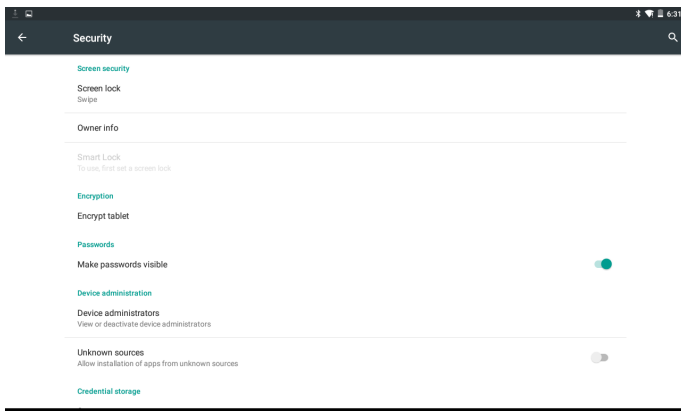 6:31
Security
Screen security
Screen lock
Swipe
Owner info
Smart Lock
To use, first set a screen lock
Encryption
Encrypt tablet
Passwords
Make passwords visible
Device administration
Device administrators
View or deactivate device administrators
Unknown sources
Allow installation of apps from unknown sources
Credential storage